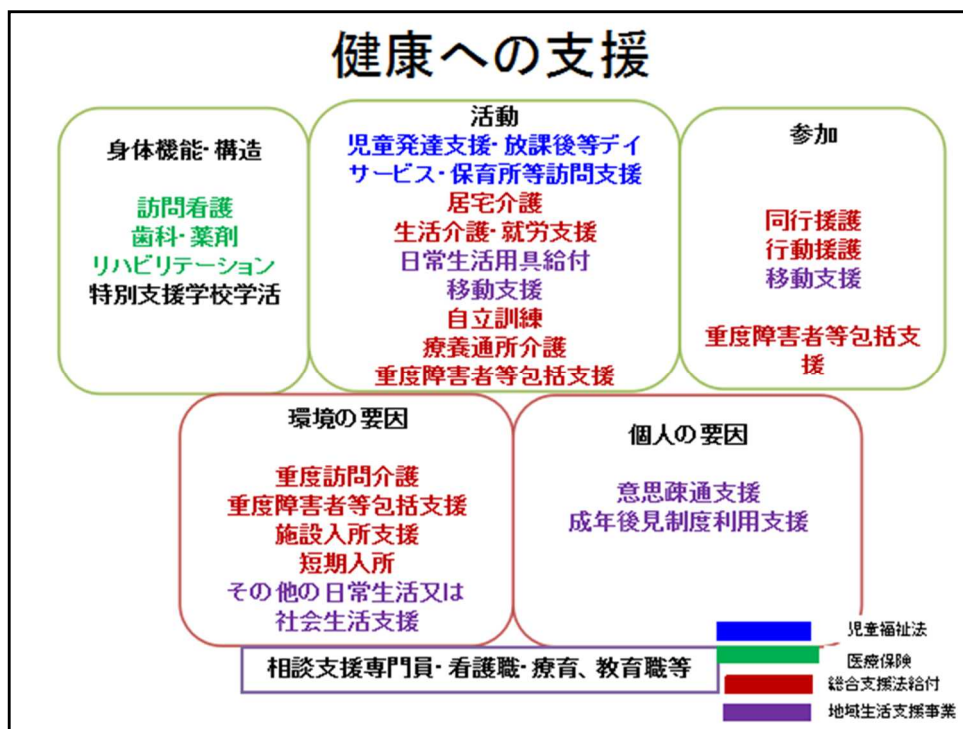 健康への支援
身体機能・構造
訪問看護
歯科・薬剤
リハビリテーション
特別支援学校学活
活動
児童発達支援・放課後等デイ
サービス・保育所等訪問支援
居宅介護
生活介護・就労支援
日常生活用具給付
移動支援
自立訓練
療養通所介護
重度障害者等包括支援
参加
同行援護
行動援護
移動支援
重度障害者等包括支
援
環境の要因
重度訪問介護
重度障害者等包括支援
施設入所支援
短期入所
その他の日常生活又は
社会生活支援
個人の要因
意思疎通支援
成年後見制度利用支援
相談支援専門員・看護職・療育、教育職等
児童福祉法
医療保険
総合支援法給付
地域生活支援事業